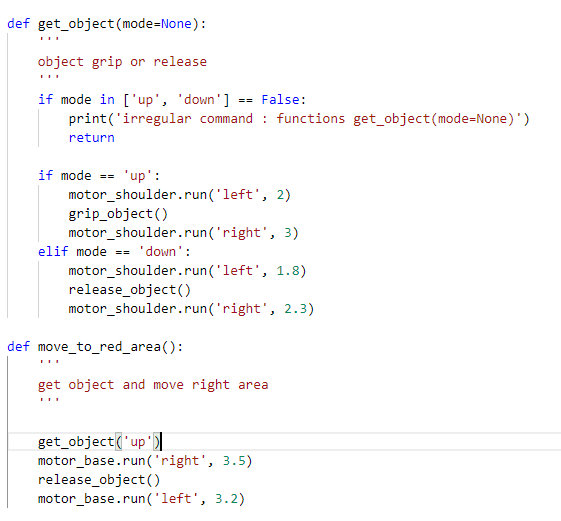 def get_object(mode=None):
    '''
    object grip or release
    '''
    if mode in ['up', 'down'] == False:
        print('irregular command : functions get_object(mode=None)')
        return

    if mode == 'up':
        motor_shoulder.run('left', 2)
        grip_object()
        motor_shoulder.run('right', 3)
    elif mode == 'down':
        motor_shoulder.run('left', 1.8)
        release_object()
        motor_shoulder.run('right', 2.3)

def move_to_red_area():
    '''
    get object and move right area
    '''

    get_object('up')
    motor_base.run('right', 3.5)
    release_object()
    motor_base.run('left', 3.2)